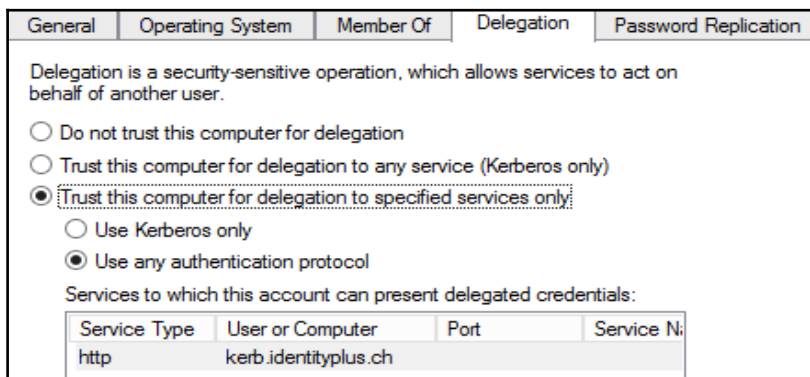 General Operating System Member Of Delegation Password Replication
Delegation is a security-sensitive operation, which allows services to act on
behalf of another user.
Do not trust this computer for delegation
Trust this computer for delegation to any service (Kerberos only)
Trust this computer for delegation to specified services only
Use Kerberos only
Use any authentication protocol
Services to which this account can present delegated credentials:
Service Type User or Computer Port Service
http kerb.identityplus.ch